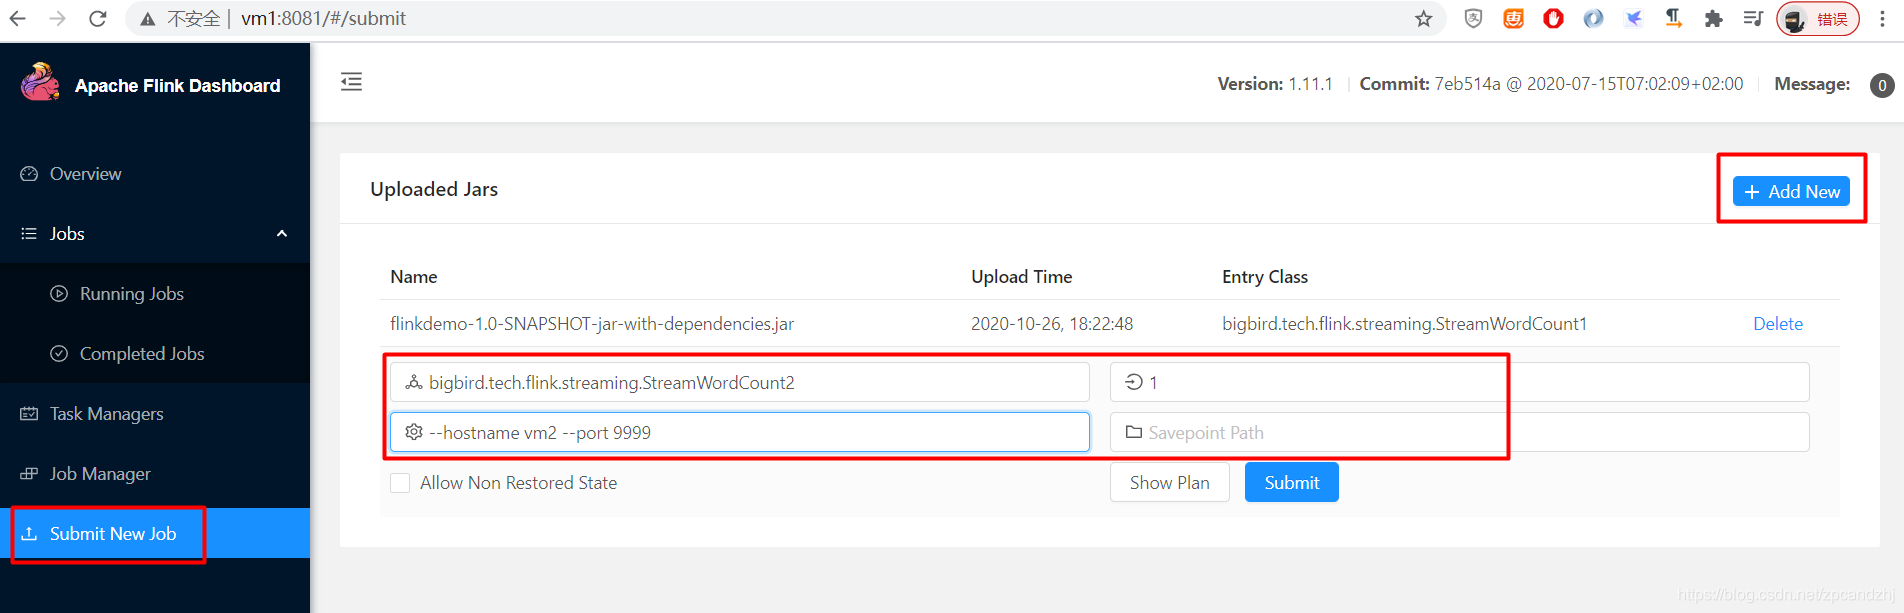 不安全 | vm1:8081/#/submit
错误
Apache Flink Dashboard
Version: 1.11.1
Commit: 7eb514a @ 2020-07-15T07:02:09+02:00
Message: 0
Overview
Jobs
Running Jobs
Completed Jobs
Task Managers
Job Manager
Submit New Job
Uploaded Jars
+ Add New
Name Upload Time Entry Class
flinkdemo-1.0-SNAPSHOT-jar-with-dependencies.jar 2020-10-26, 18:22:48 bigbird.tech.flink.streaming.StreamWordCount1 Delete
bigbird.tech.flink.streaming.StreamWordCount2 1
--hostname vm2 --port 9999 Savepoint Path
Allow Non Restored State Show Plan Submit
https://blog.csdn.net/zpcandzhj